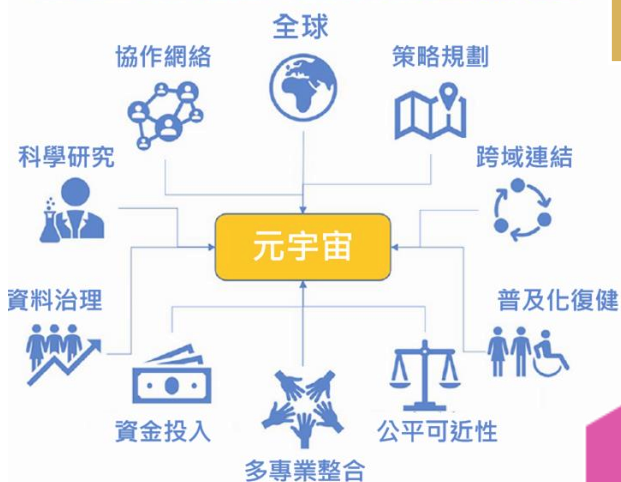 全球
協作網絡
策略規劃
科學研究
跨域連結
元宇宙
資料治理
普及化復健
資金投入
公平可近性
多專業整合